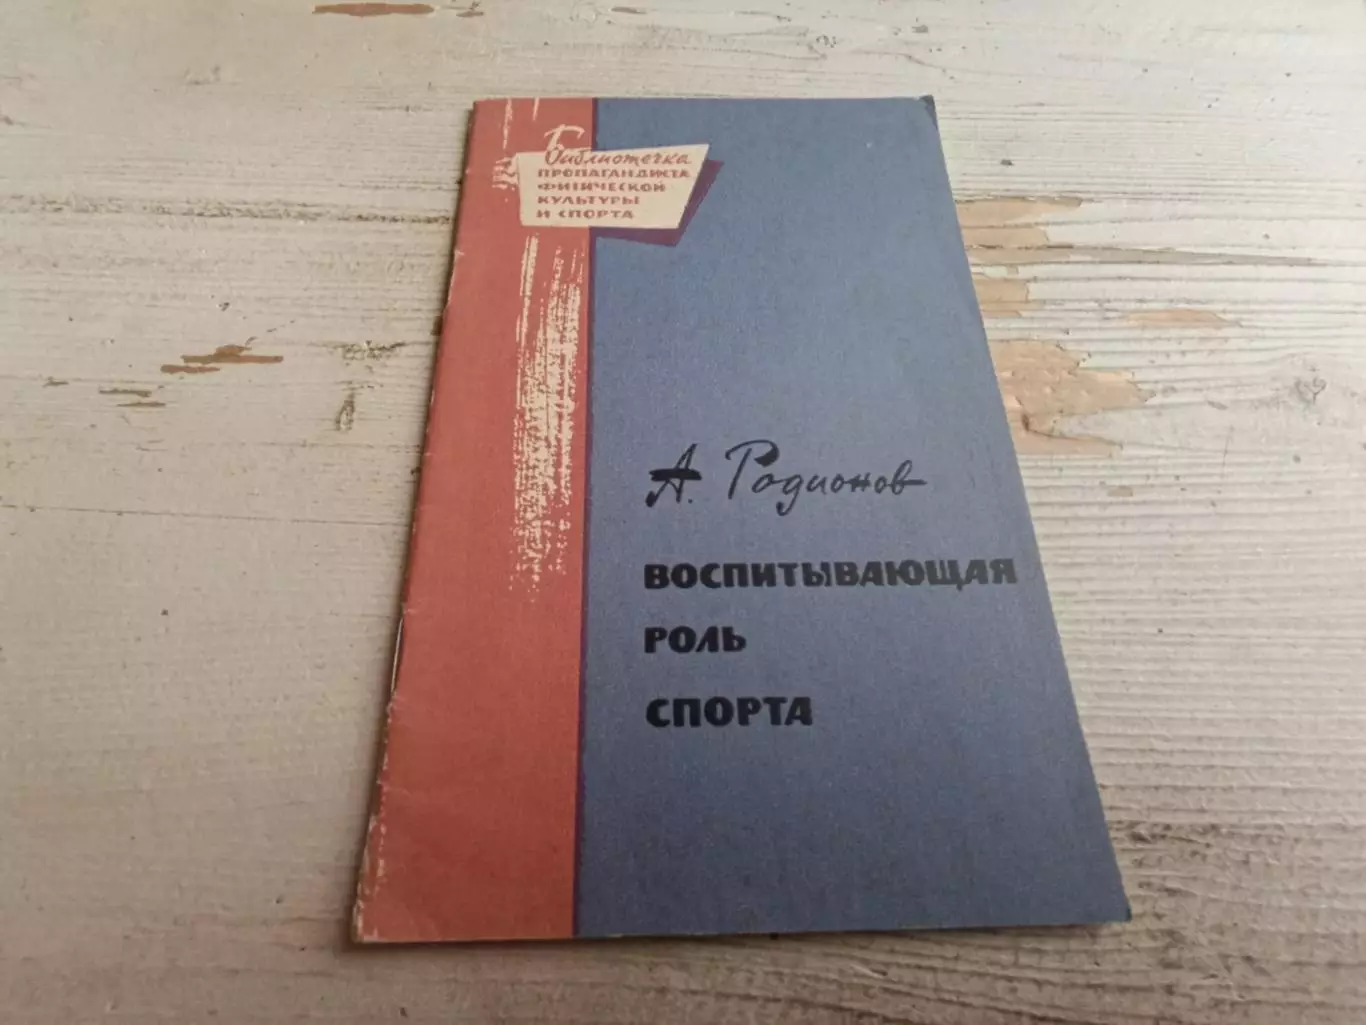 Библиотечка
ПРОПАГАНДИСТА
ФИЗИЧЕСКОЙ
КУЛЬТУРЫ
И СПОРТА
А. Родионов
ВОСПИТЫВАЮЩАЯ
РОЛЬ
СПОРТА